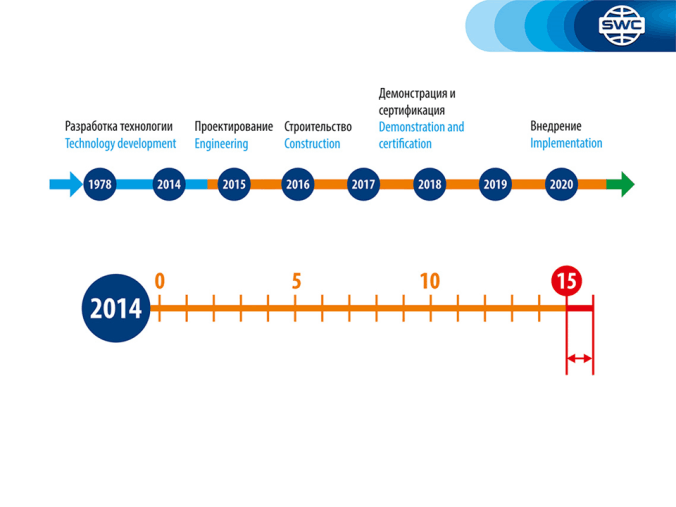 SWC
Демонстрация и
сертификация
Demonstration and
certification
Разработка технологии
Technology development
Проектирование
Engineering
Строительство
Construction
Внедрение
Implementation
1978 2014 2015 2016 2017 2018 2019 2020
0 5 10 15
2014